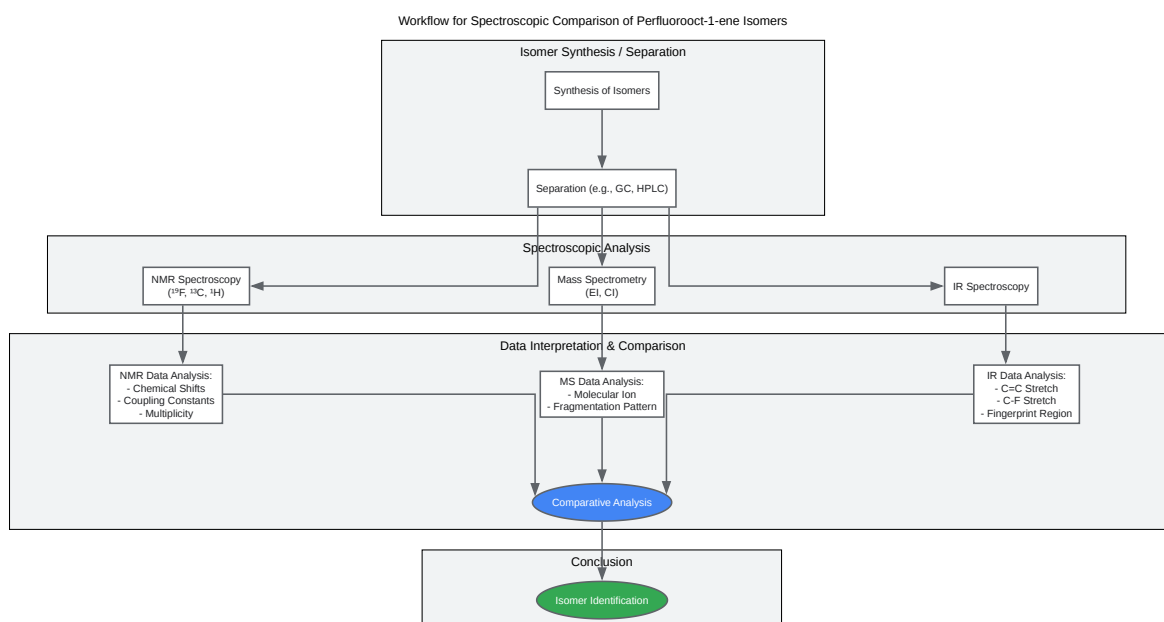 Workflow for Spectroscopic Comparison of Perfluorooct-1-ene Isomers
Isomer Synthesis / Separation
Synthesis of Isomers
Separation (e.g., GC, HPLC)
Spectroscopic Analysis
NMR Spectroscopy
(¹⁹F, ¹³C, ¹H)
Mass Spectrometry
(EI, CI)
IR Spectroscopy
Data Interpretation & Comparison
NMR Data Analysis:
- Chemical Shifts
- Coupling Constants
- Multiplicity
MS Data Analysis:
- Molecular Ion
- Fragmentation Pattern
IR Data Analysis:
- C=C Stretch
- C-F Stretch
- Fingerprint Region
Comparative Analysis
Conclusion
Isomer Identification